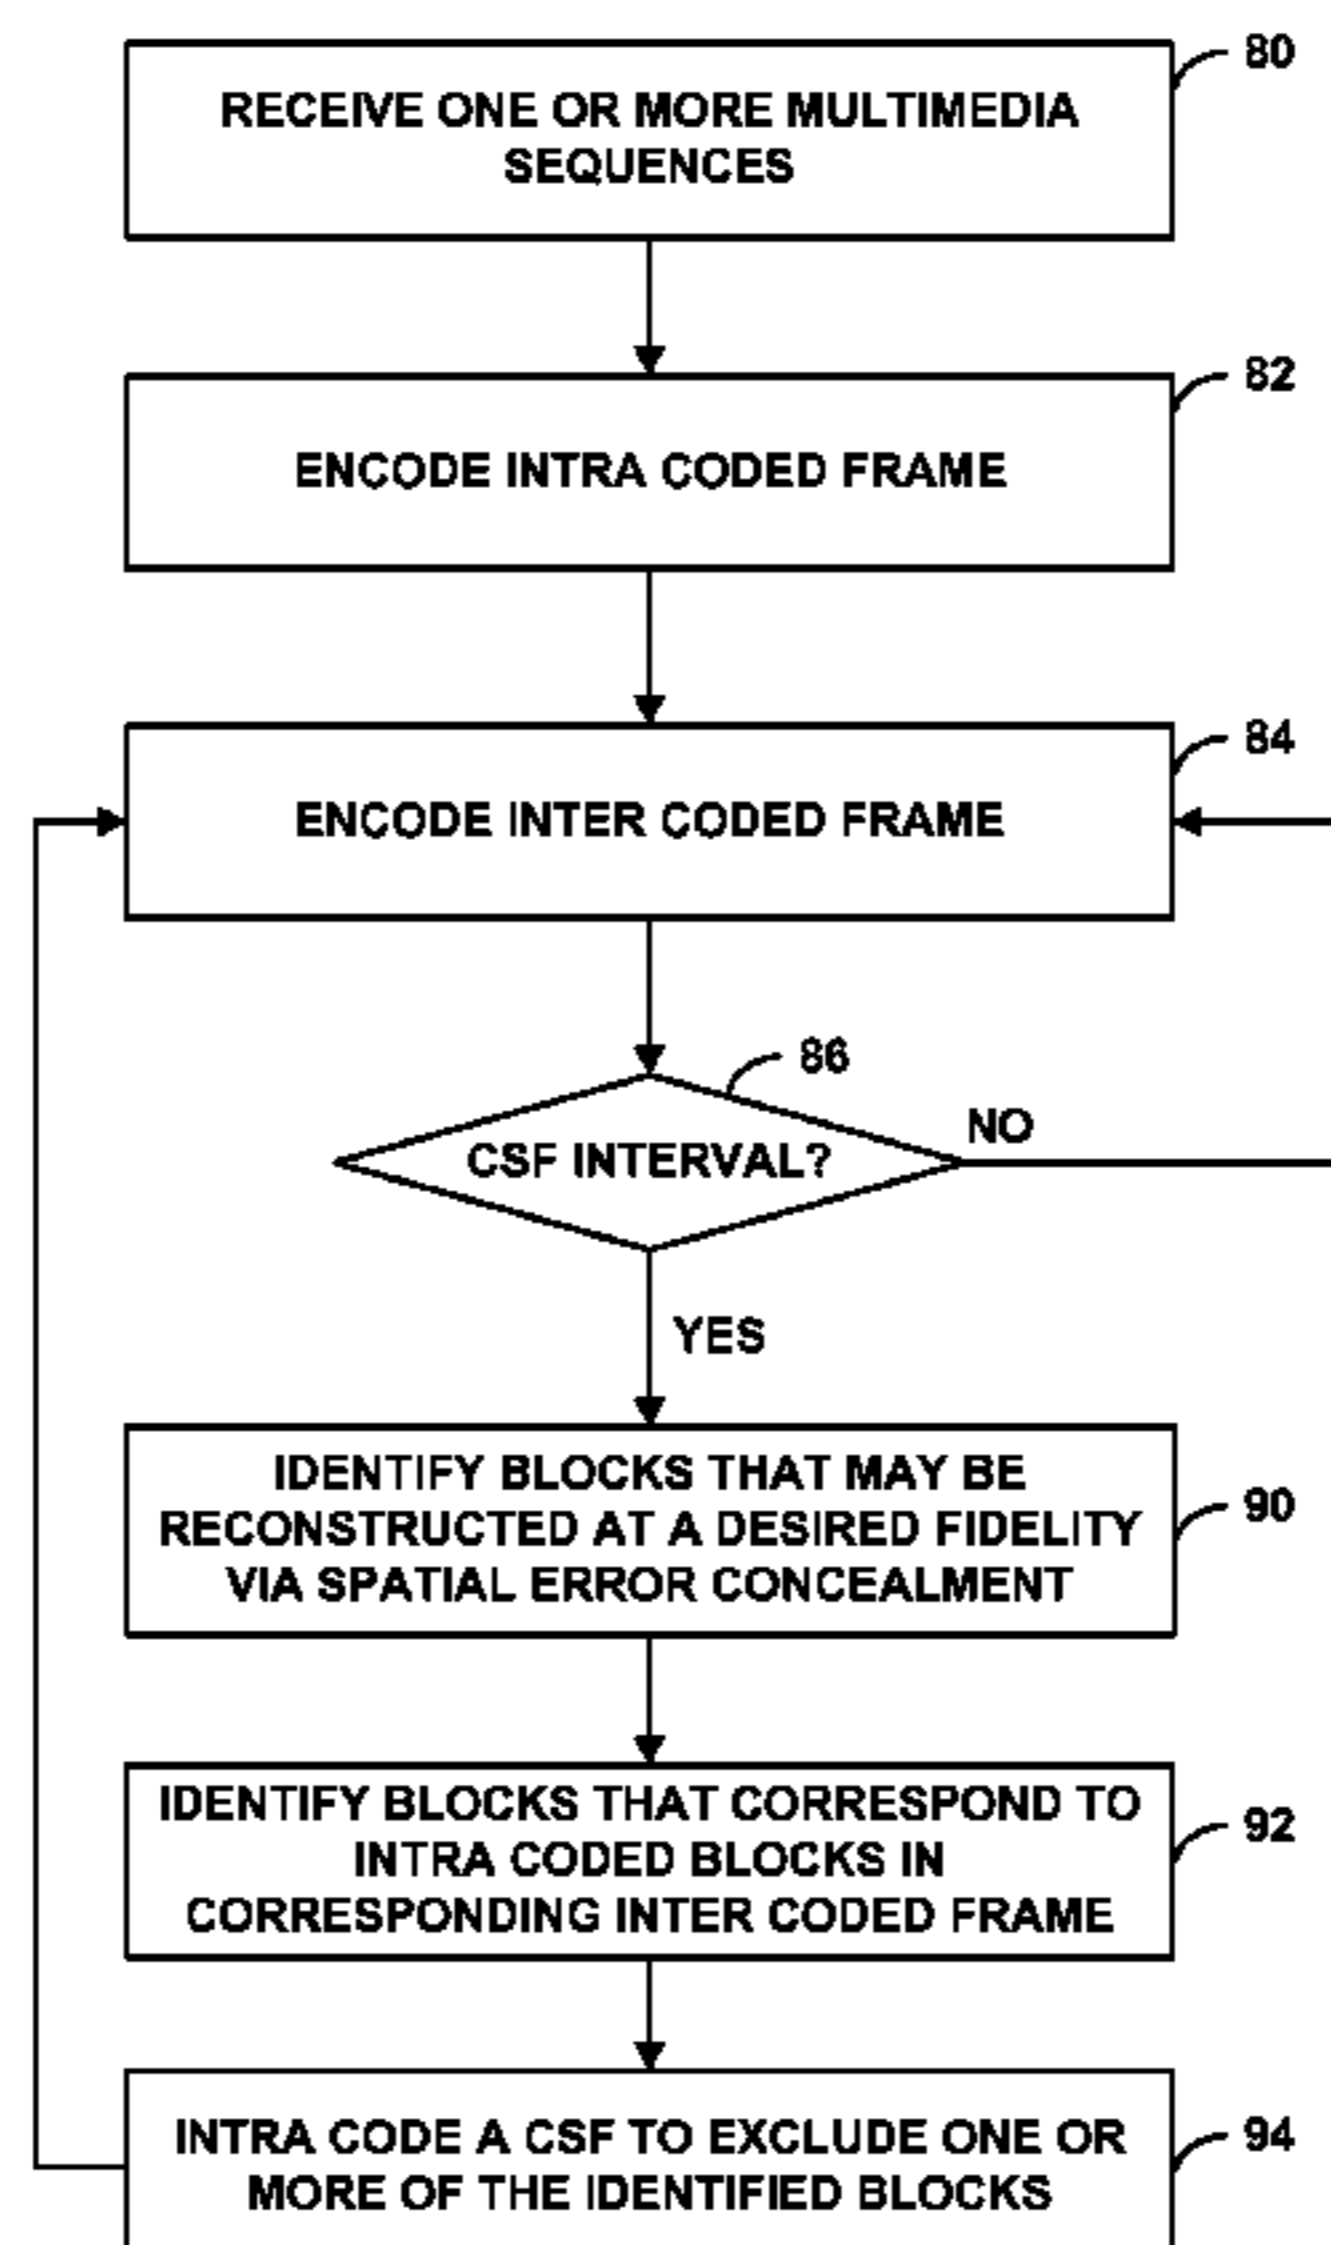 80
RECEIVE ONE OR MORE MULTIMEDIA
SEQUENCES
82
ENCODE INTRA CODED FRAME
84
ENCODE INTER CODED FRAME
86
CSF INTERVAL?
NO
YES
IDENTIFY BLOCKS THAT MAY BE
RECONSTRUCTED AT A DESIRED FIDELITY
VIA SPATIAL ERROR CONCEALMENT
90
IDENTIFY BLOCKS THAT CORRESPOND TO
INTRA CODED BLOCKS IN
CORRESPONDING INTER CODED FRAME
92
INTRA CODE A CSF TO EXCLUDE ONE OR
MORE OF THE IDENTIFIED BLOCKS
94